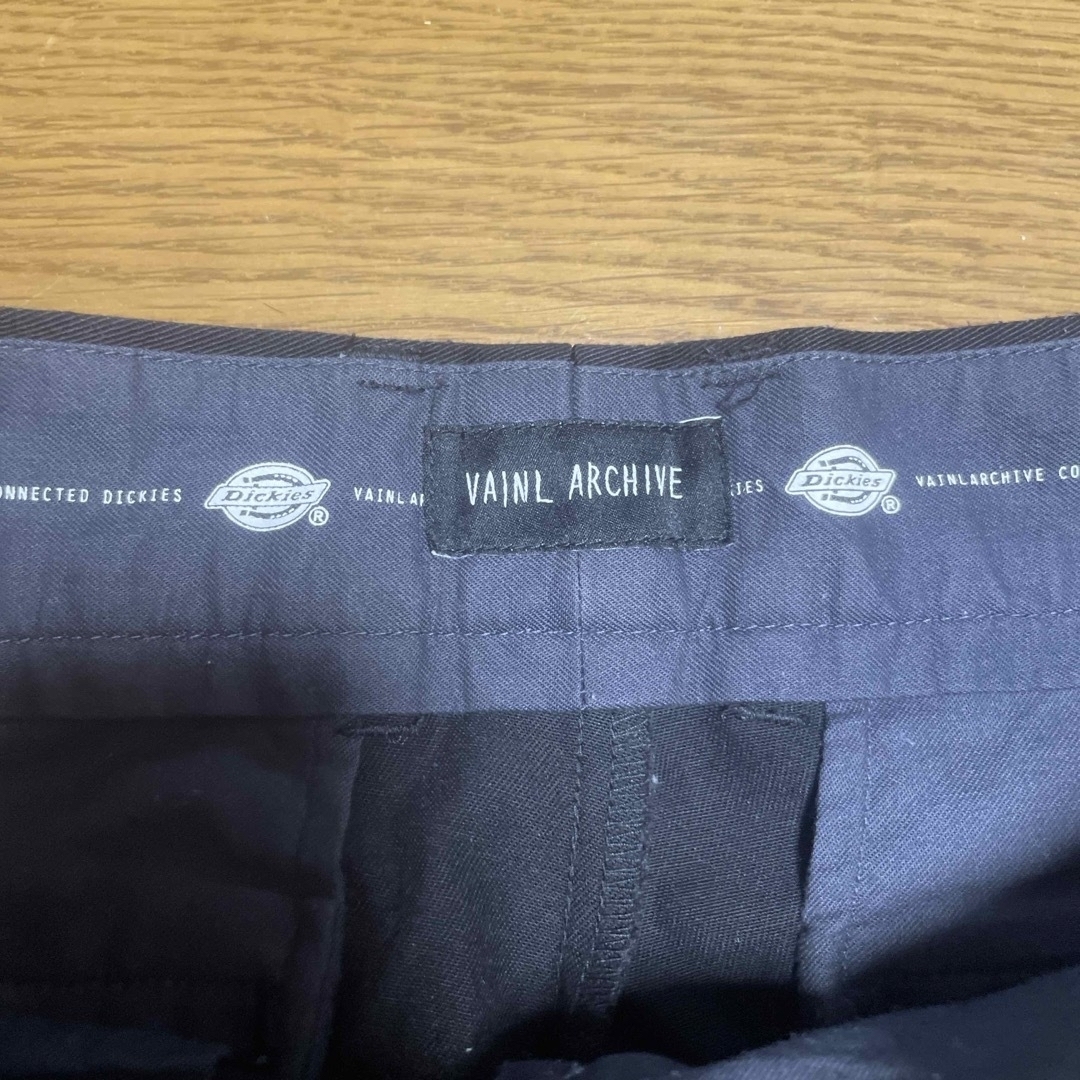 ONNECTED DICKIES Dickies® VAINLAR
VAINL ARCHIVE
IES Dickies® VAINLARCHIVE CO